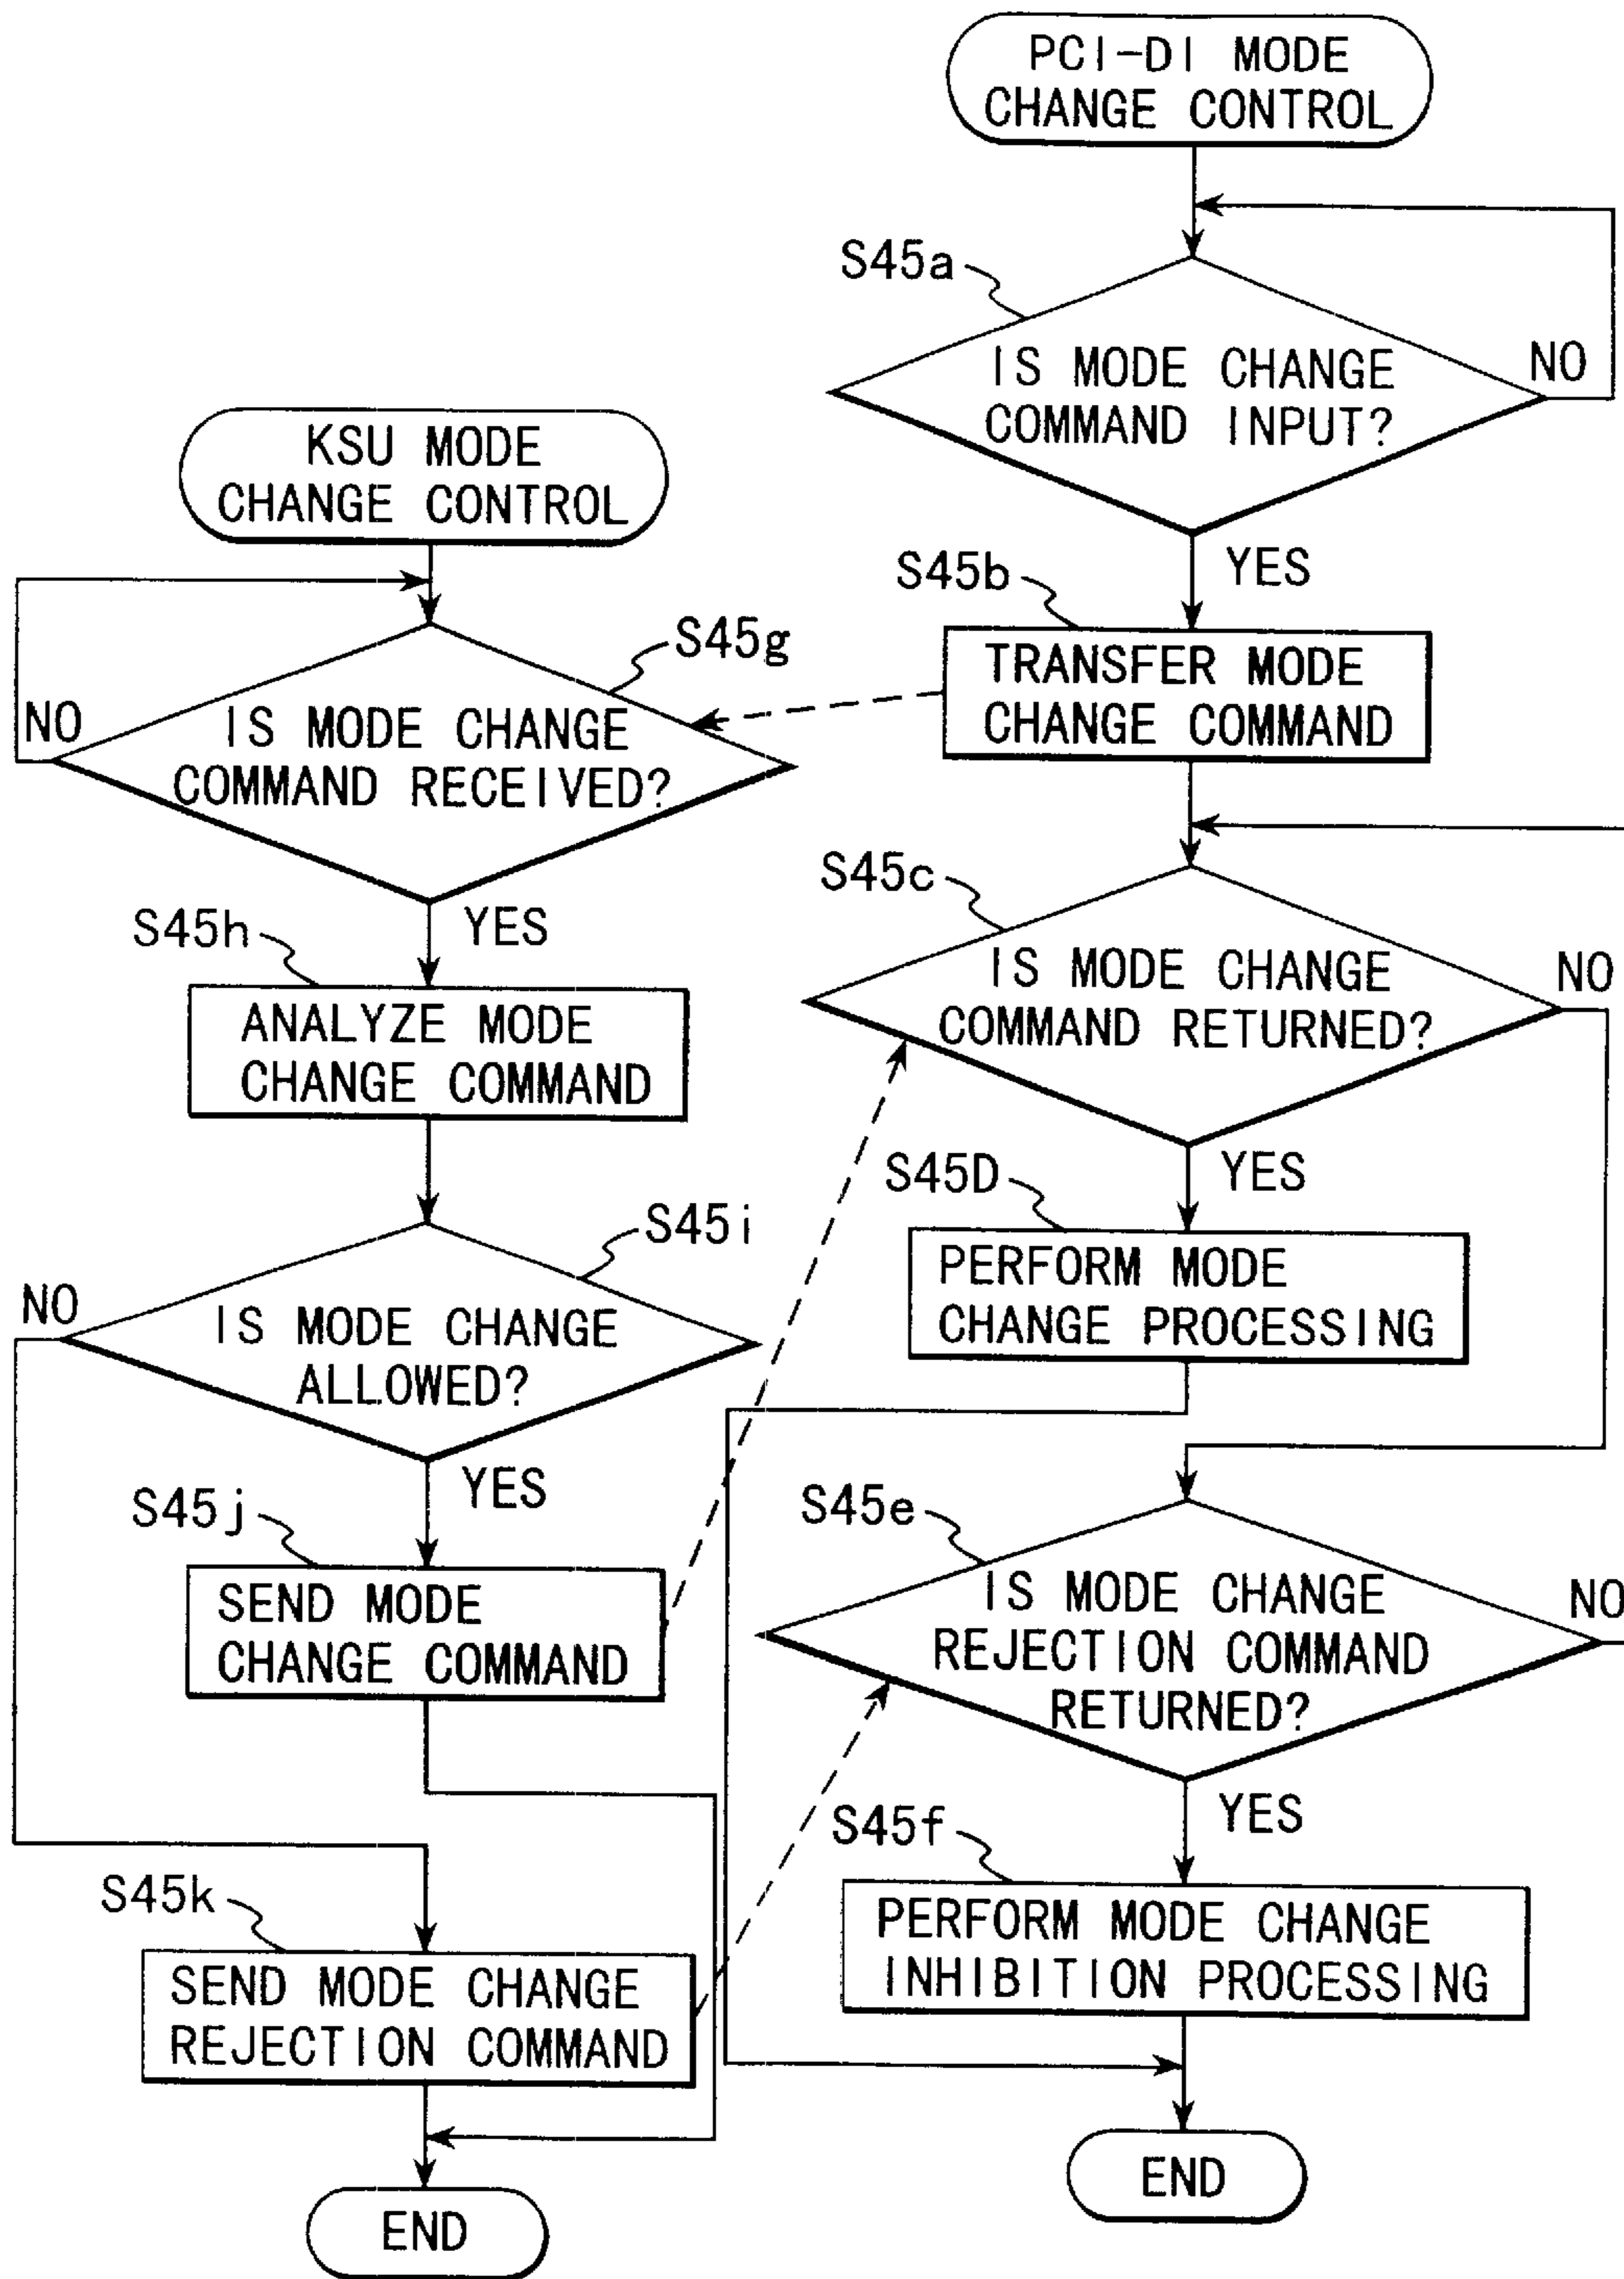 PCI-DI MODE
CHANGE CONTROL
S45a
IS MODE CHANGE
COMMAND INPUT?
NO
YES
S45b
TRANSFER MODE
CHANGE COMMAND
S45c
IS MODE CHANGE
COMMAND RETURNED?
NO
YES
S45D
PERFORM MODE
CHANGE PROCESSING
S45e
IS MODE CHANGE
REJECTION COMMAND
RETURNED?
NO
YES
S45f
PERFORM MODE CHANGE
INHIBITION PROCESSING
END
KSU MODE
CHANGE CONTROL
S45g
IS MODE CHANGE
COMMAND RECEIVED?
NO
YES
S45h
ANALYZE MODE
CHANGE COMMAND
S45i
IS MODE CHANGE
ALLOWED?
NO
YES
S45j
SEND MODE
CHANGE COMMAND
S45k
SEND MODE CHANGE
REJECTION COMMAND
END